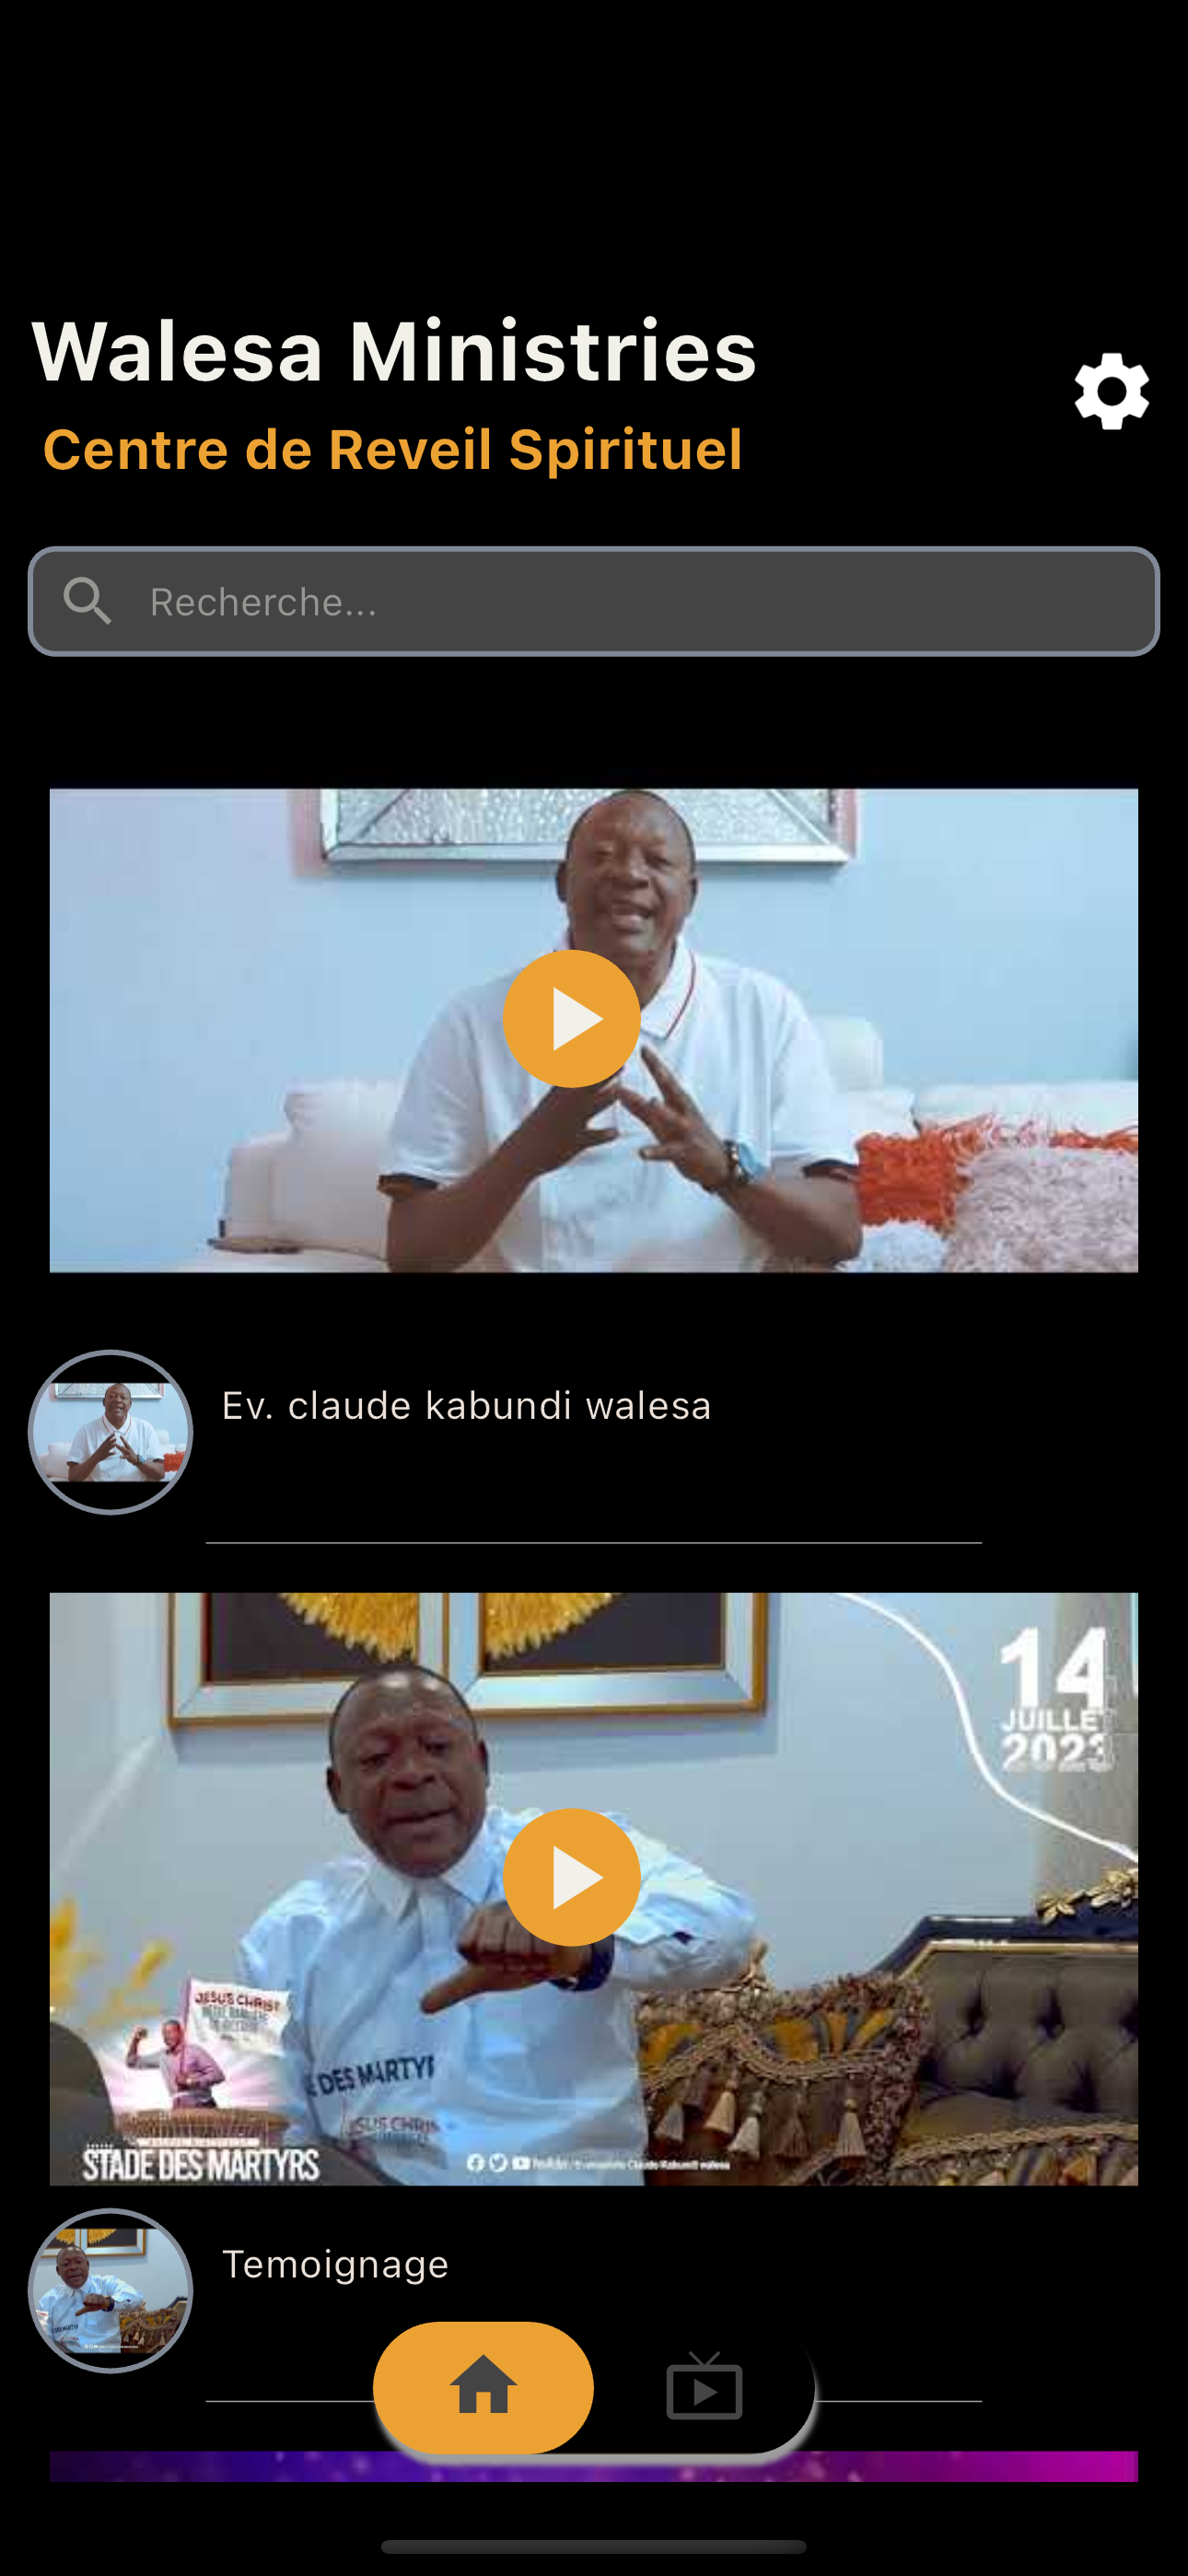 Walesa Ministries
Centre de Reveil Spirituel
Recherche...
Ev. claude kabundi walesa
14
JUILLET
2023
JESUS CHRIST
DES MARTYR
STADE DES MARTYRS
Temoignage